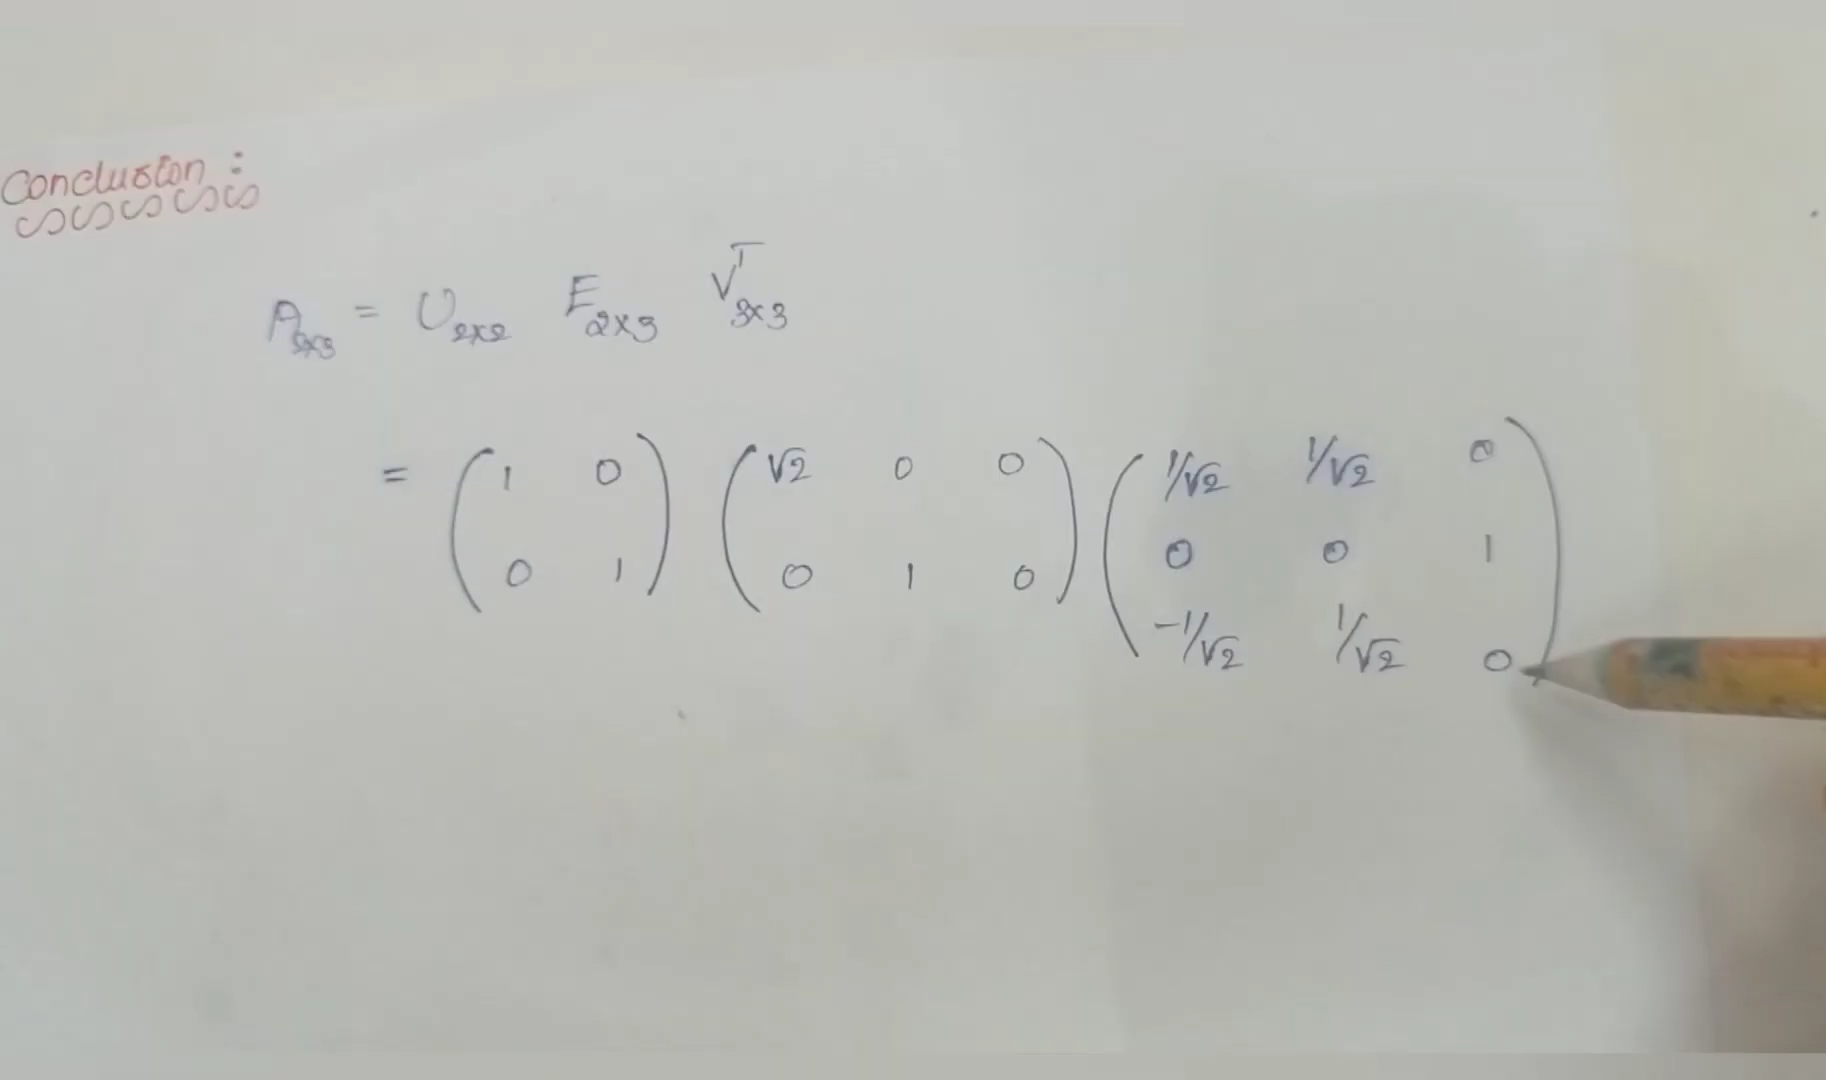 Conclusion :
A₂ₓ₃ = U₂ₓ₂ E₂ₓ₃ Vᵀ₃ₓ₃
= ( 1 0 ) ( √2 0 0 ) ( 1/√2 1/√2 0 )
( 0 1 ) ( 0 1 0 ) ( 0 0 1 )
( -1/√2 1/√2 0 )